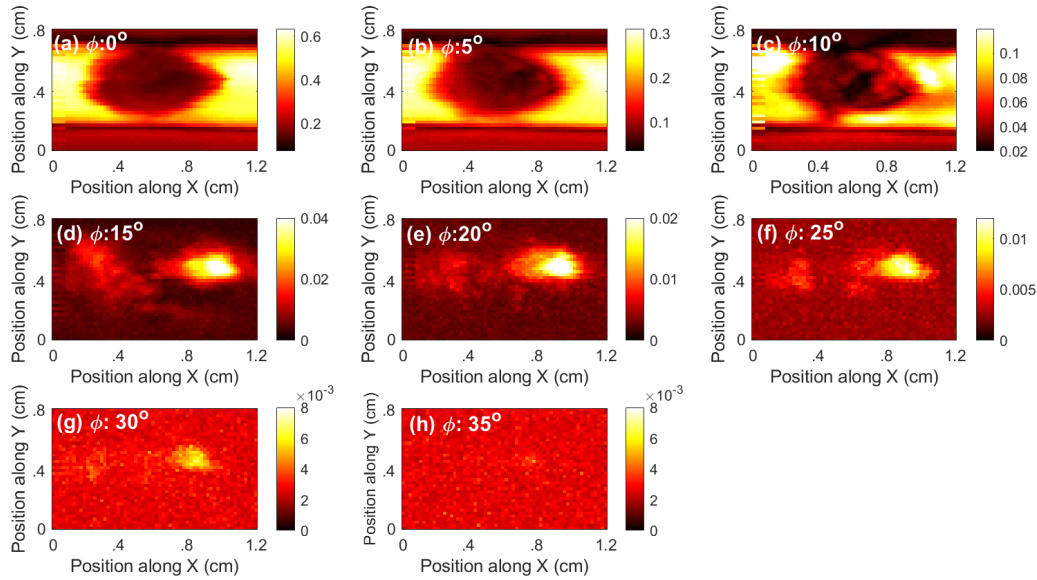 (a) ϕ:0°
Position along Y (cm)
.8
.4
0
0 .4 .8 1.2
Position along X (cm)
0.6
0.4
0.2
(b) ϕ:5°
Position along Y (cm)
.8
.4
0
0 .4 .8 1.2
Position along X (cm)
0.3
0.2
0.1
(c) ϕ:10°
Position along Y (cm)
.8
.4
0
0 .4 .8 1.2
Position along X (cm)
0.1
0.08
0.06
0.04
0.02
(d) ϕ:15°
Position along Y (cm)
.8
.4
0
0 .4 .8 1.2
Position along X (cm)
0.04
0.02
0
(e) ϕ:20°
Position along Y (cm)
.8
.4
0
0 .4 .8 1.2
Position along X (cm)
0.02
0.01
0
(f) ϕ: 25°
Position along Y (cm)
.8
.4
0
0 .4 .8 1.2
Position along X (cm)
0.01
0.005
0
(g) ϕ: 30°
Position along Y (cm)
.8
.4
0
0 .4 .8 1.2
Position along X (cm)
×10⁻³
8
6
4
2
0
(h) ϕ: 35°
Position along Y (cm)
.8
.4
0
0 .4 .8 1.2
Position along X (cm)
×10⁻³
8
6
4
2
0